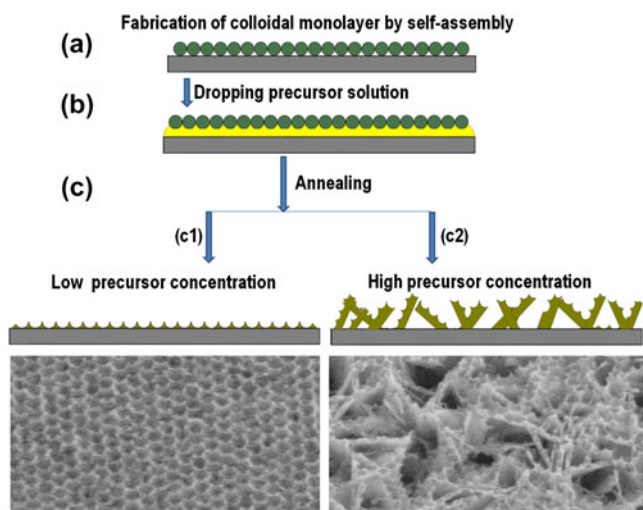 Fabrication of colloidal monolayer by self-assembly
(a)
Dropping precursor solution
(b)
(c)
Annealing
(c1)
(c2)
Low precursor concentration
High precursor concentration